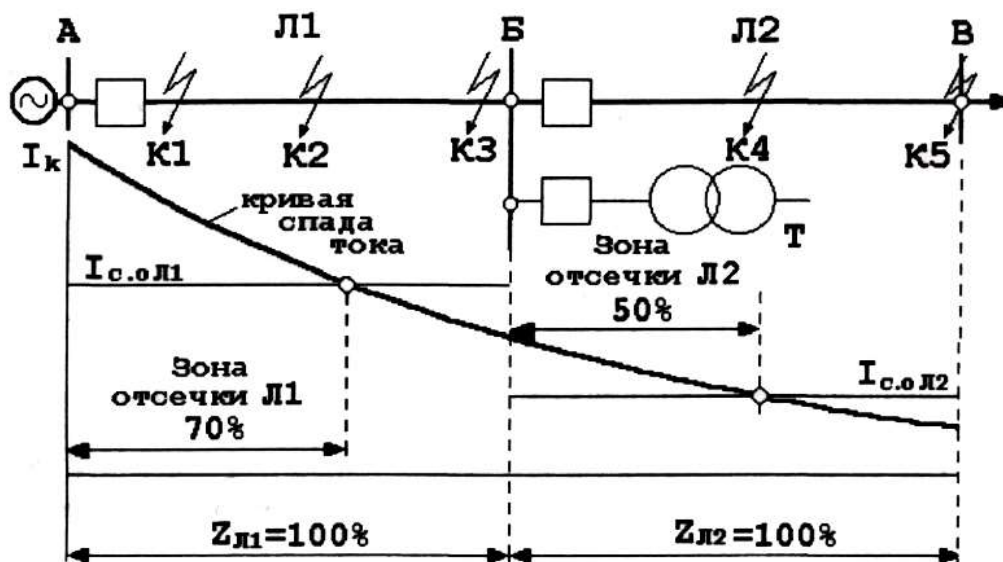 А Л1 Б Л2 В
К1 К2 К3 К4 К5
Iк
кривая
спада
тока
Т
Зона
отсечки Л2
50%
Iс.о Л1
Зона
отсечки Л1
70%
Iс.о Л2
ZЛ1=100% ZЛ2=100%